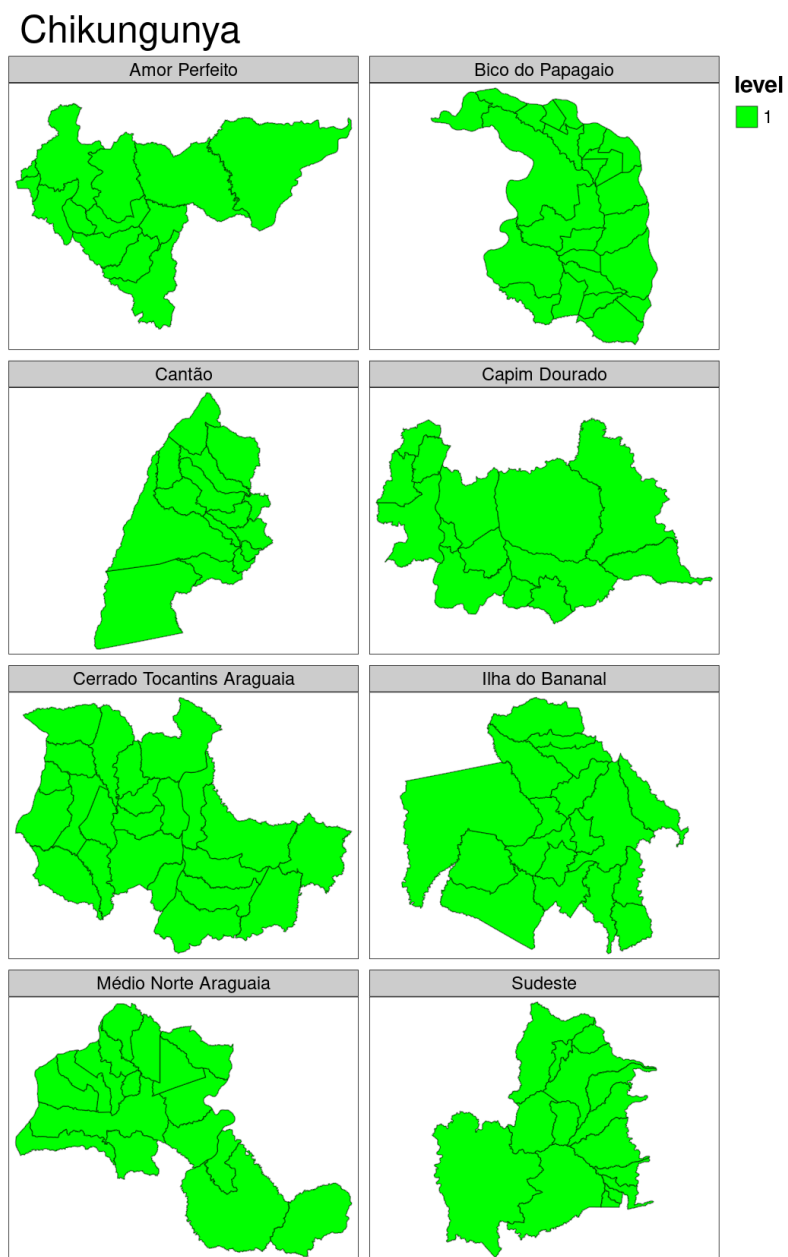 Chikungunya
Amor Perfeito
Bico do Papagaio
level
1
Cantão
Capim Dourado
Cerrado Tocantins Araguaia
Ilha do Bananal
Médio Norte Araguaia
Sudeste